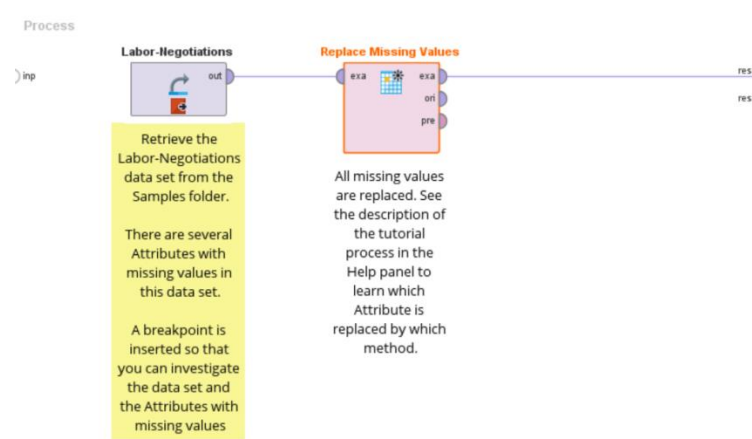 Process
Labor-Negotiations
Replace Missing Values
inp
out
exa
exa
ori
pre
res
res
Retrieve the
Labor-Negotiations
data set from the
Samples folder.
There are several
Attributes with
missing values in
this data set.
A breakpoint is
inserted so that
you can investigate
the data set and
the Attributes with
missing values
All missing values
are replaced. See
the description of
the tutorial
process in the
Help panel to
learn which
Attribute is
replaced by which
method.